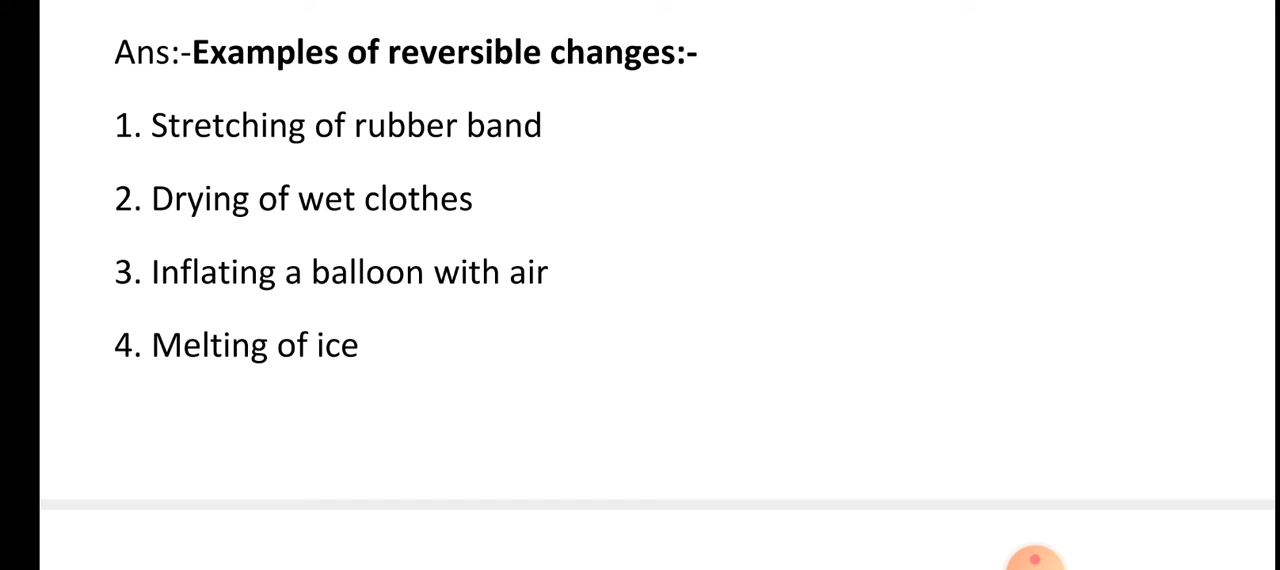 Ans:-Examples of reversible changes:-
1. Stretching of rubber band
2. Drying of wet clothes
3. Inflating a balloon with air
4. Melting of ice